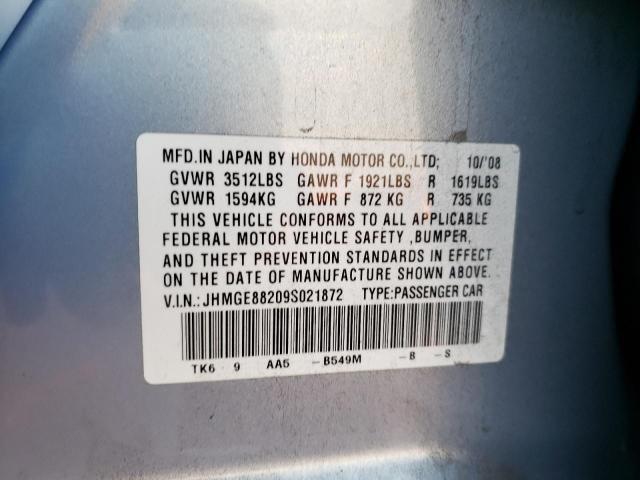 MFD.IN JAPAN BY HONDA MOTOR CO.,LTD; 10/'08
GVWR 3512LBS GAWR F 1921LBS R 1619LBS
GVWR 1594KG GAWR F 872 KG R 735 KG
THIS VEHICLE CONFORMS TO ALL APPLICABLE
FEDERAL MOTOR VEHICLE SAFETY ,BUMPER,
AND THEFT PREVENTION STANDARDS IN EFFECT
ON THE DATE OF MANUFACTURE SHOWN ABOVE.
V.I.N.:JHMGE88209S021872 TYPE:PASSENGER CAR
TK6 9 AA5 -B549M -B -S